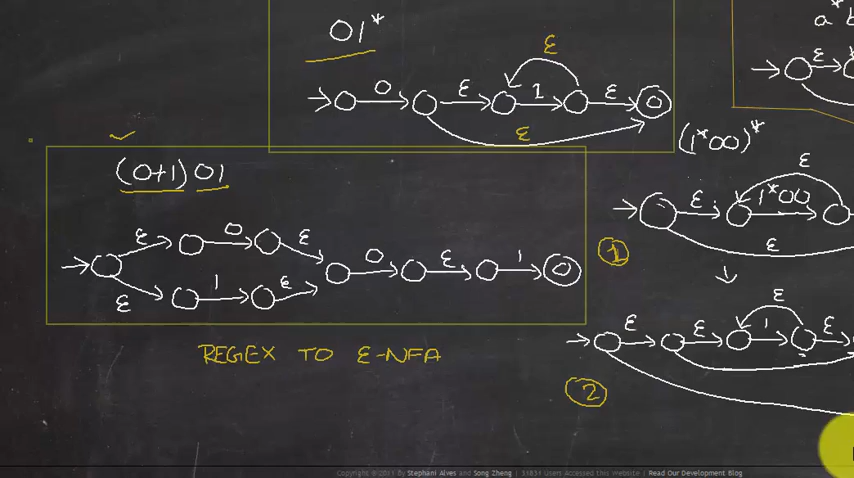 01*
ε
0 ε 1 ε
ε
a*b
ε
(1*00)*
ε
ε 1*00
ε
1
(0+1) 01
ε 0 ε
0 ε 1
ε 1 ε
REGEX TO ε-NFA
ε
ε ε 1 ε
2
Copyright © 2011 By Stephani Alves and Song Zheng | 35834 Users Accessed this Website | Read Our Development Blog